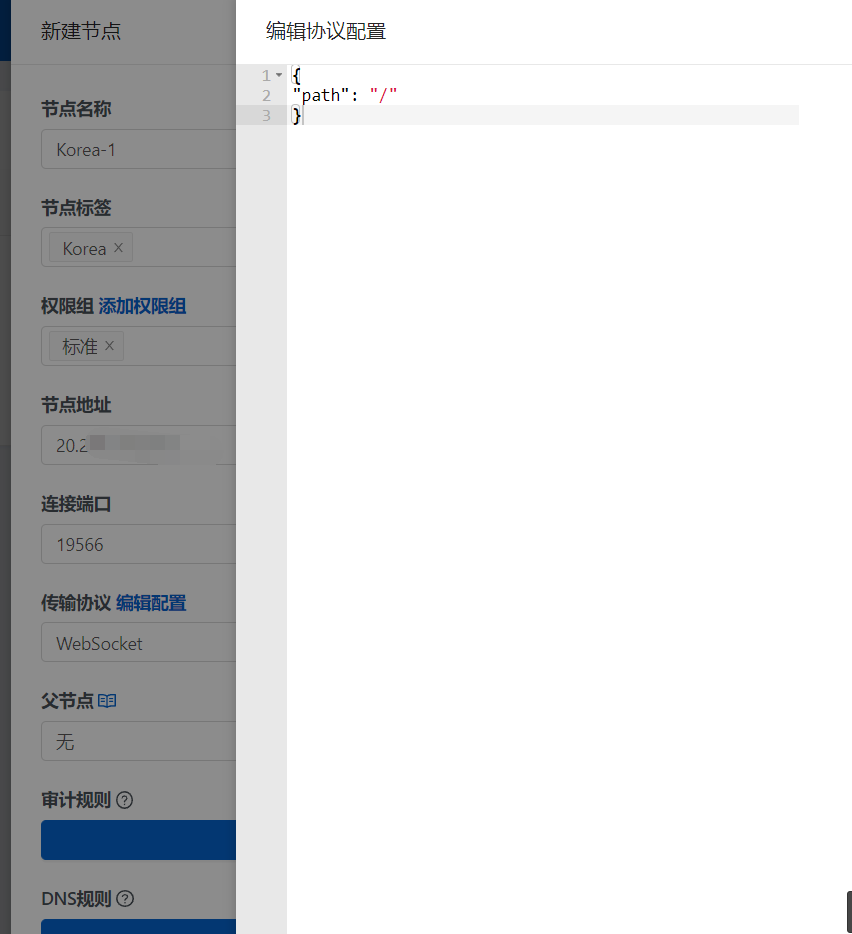 新建节点
节点名称
Korea-1
节点标签
Korea ×
权限组 添加权限组
标准 ×
节点地址
20.2
连接端口
19566
传输协议 编辑配置
WebSocket
父节点
无
审计规则 ?
DNS规则 ?
编辑协议配置
1 {
2 "path": "/"
3 }